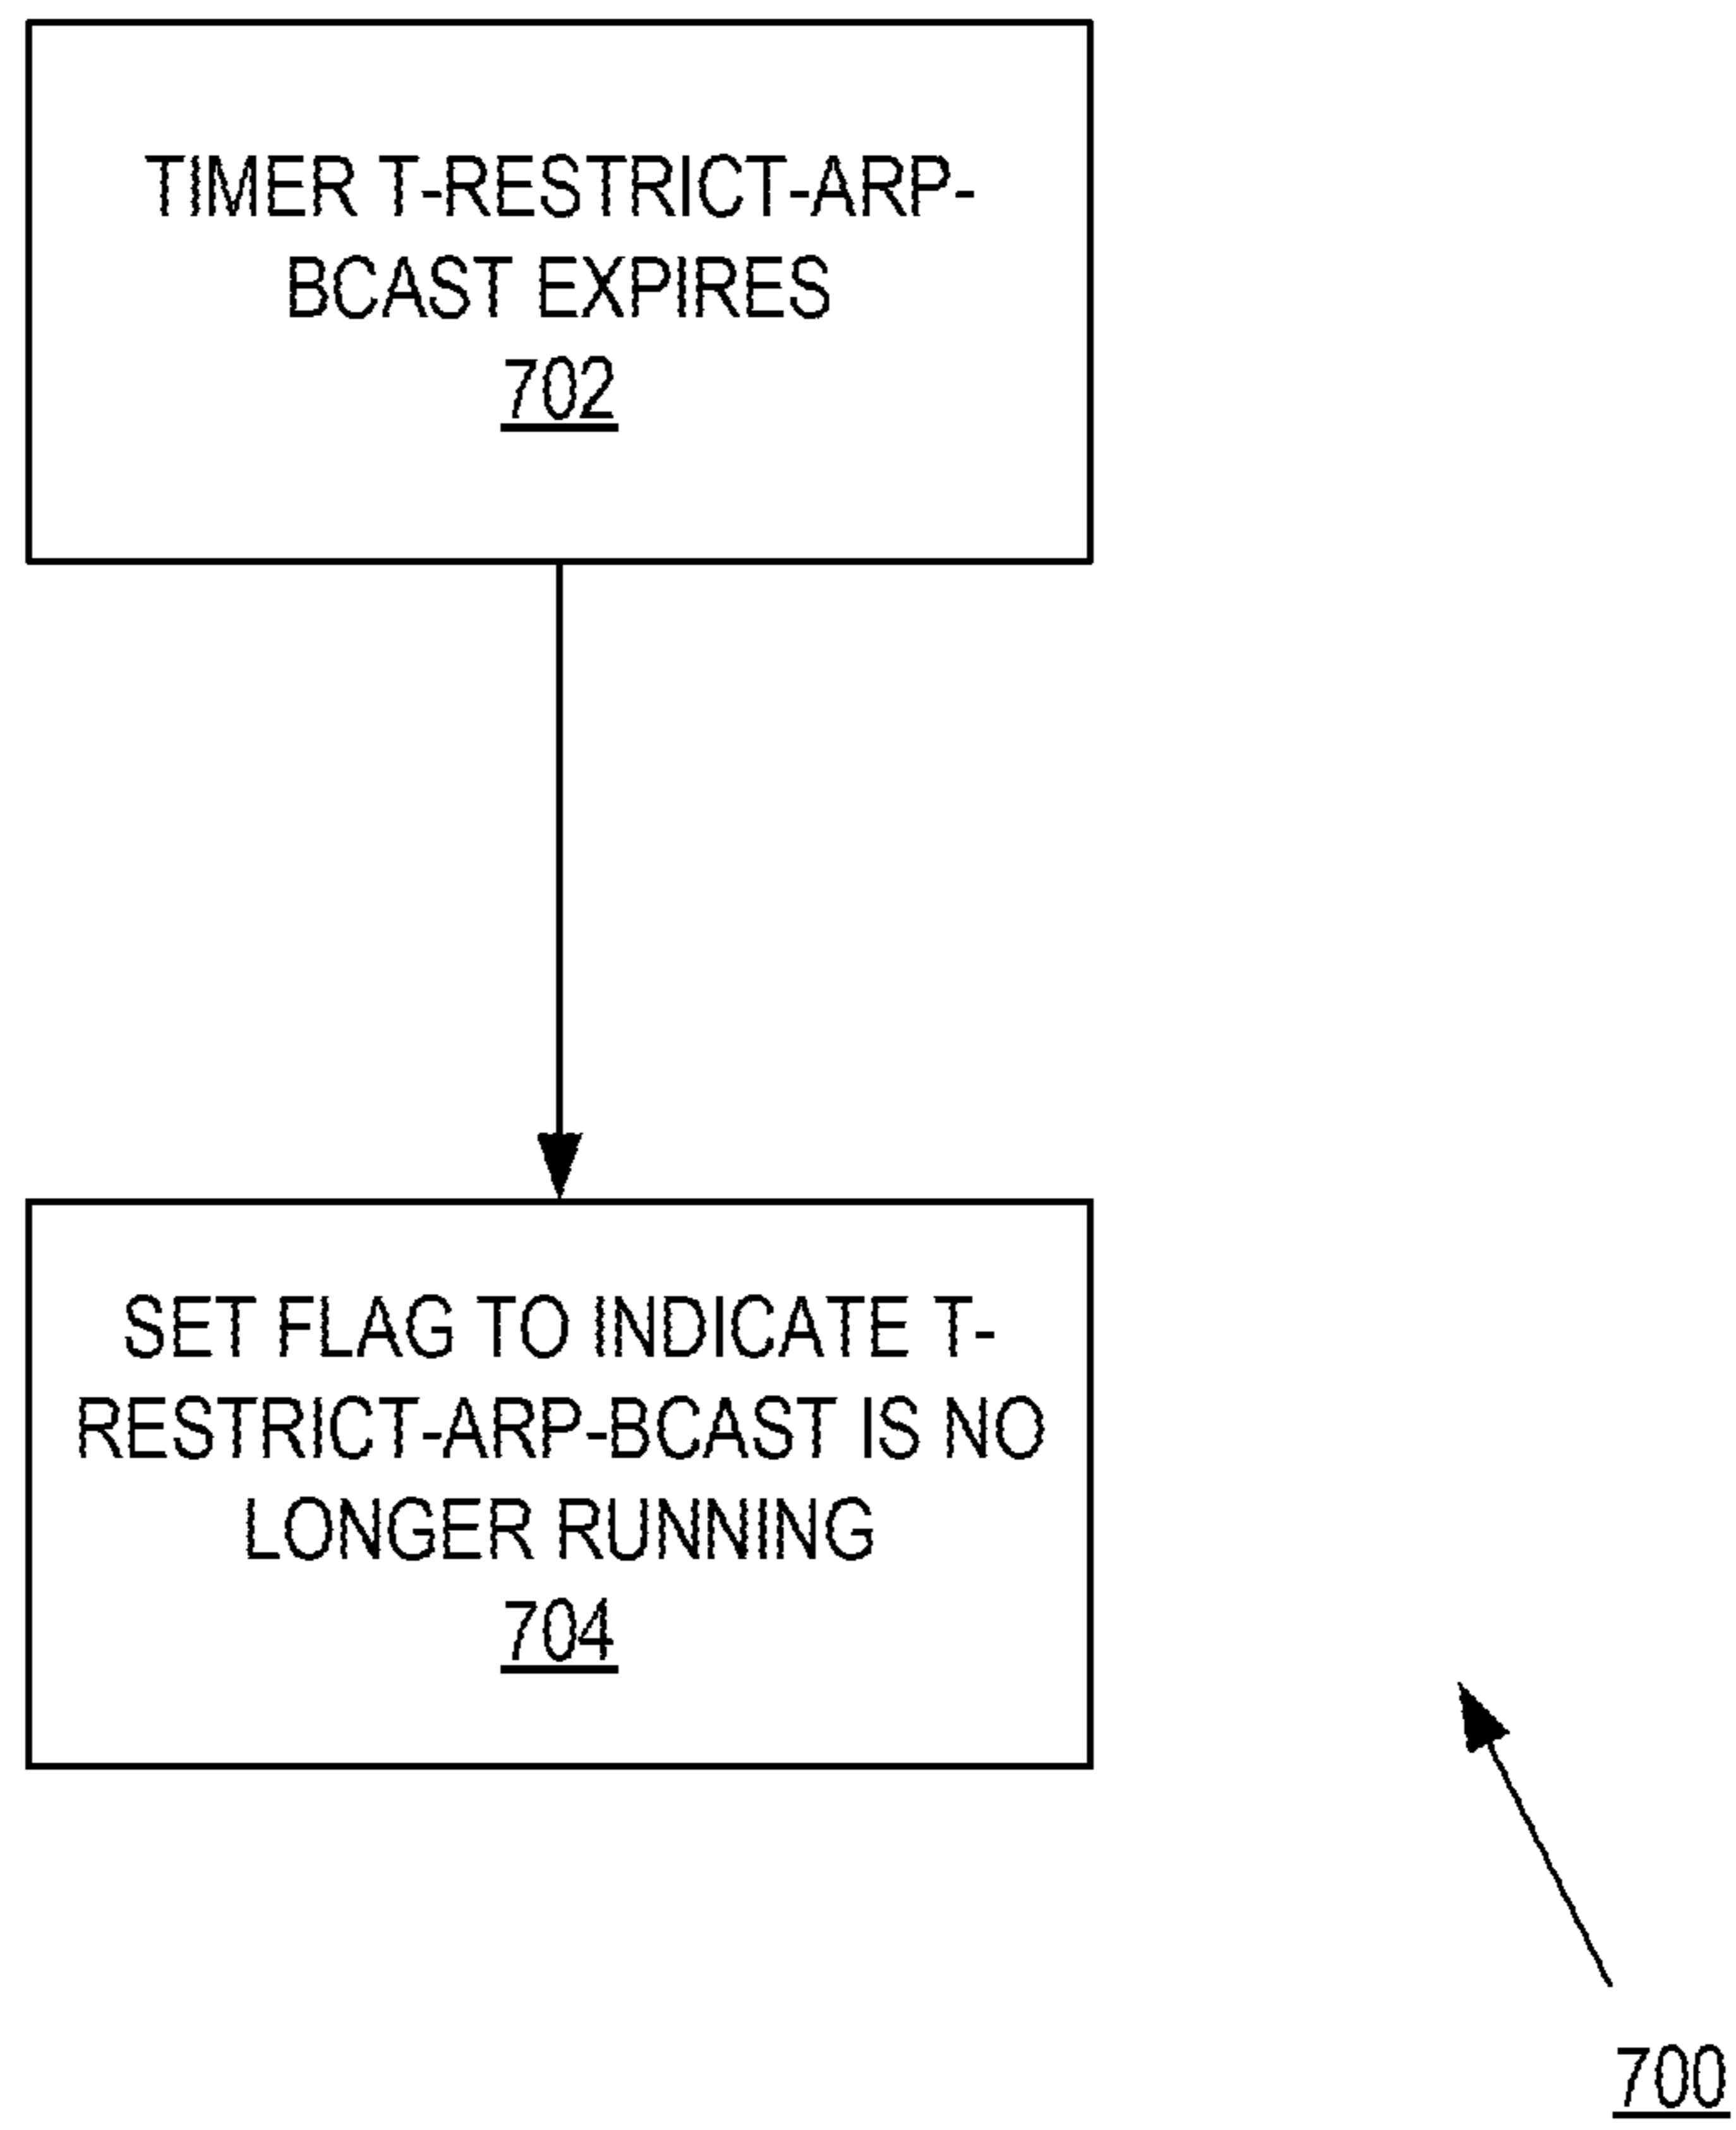 TIMER T-RESTRICT-ARP-
BCAST EXPIRES
702
SET FLAG TO INDICATE T-
RESTRICT-ARP-BCAST IS NO
LONGER RUNNING
704
700